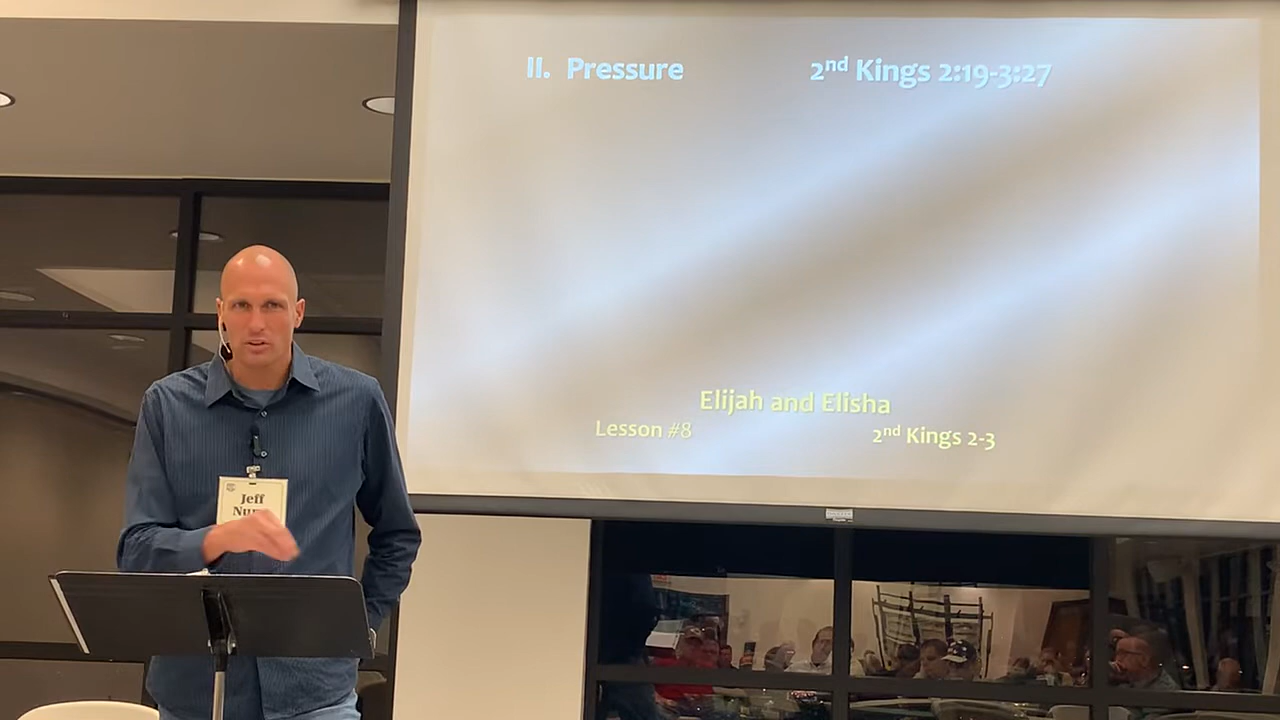 II. Pressure 2nd Kings 2:19-3:27
Elijah and Elisha
Lesson #8 2nd Kings 2-3
Jeff